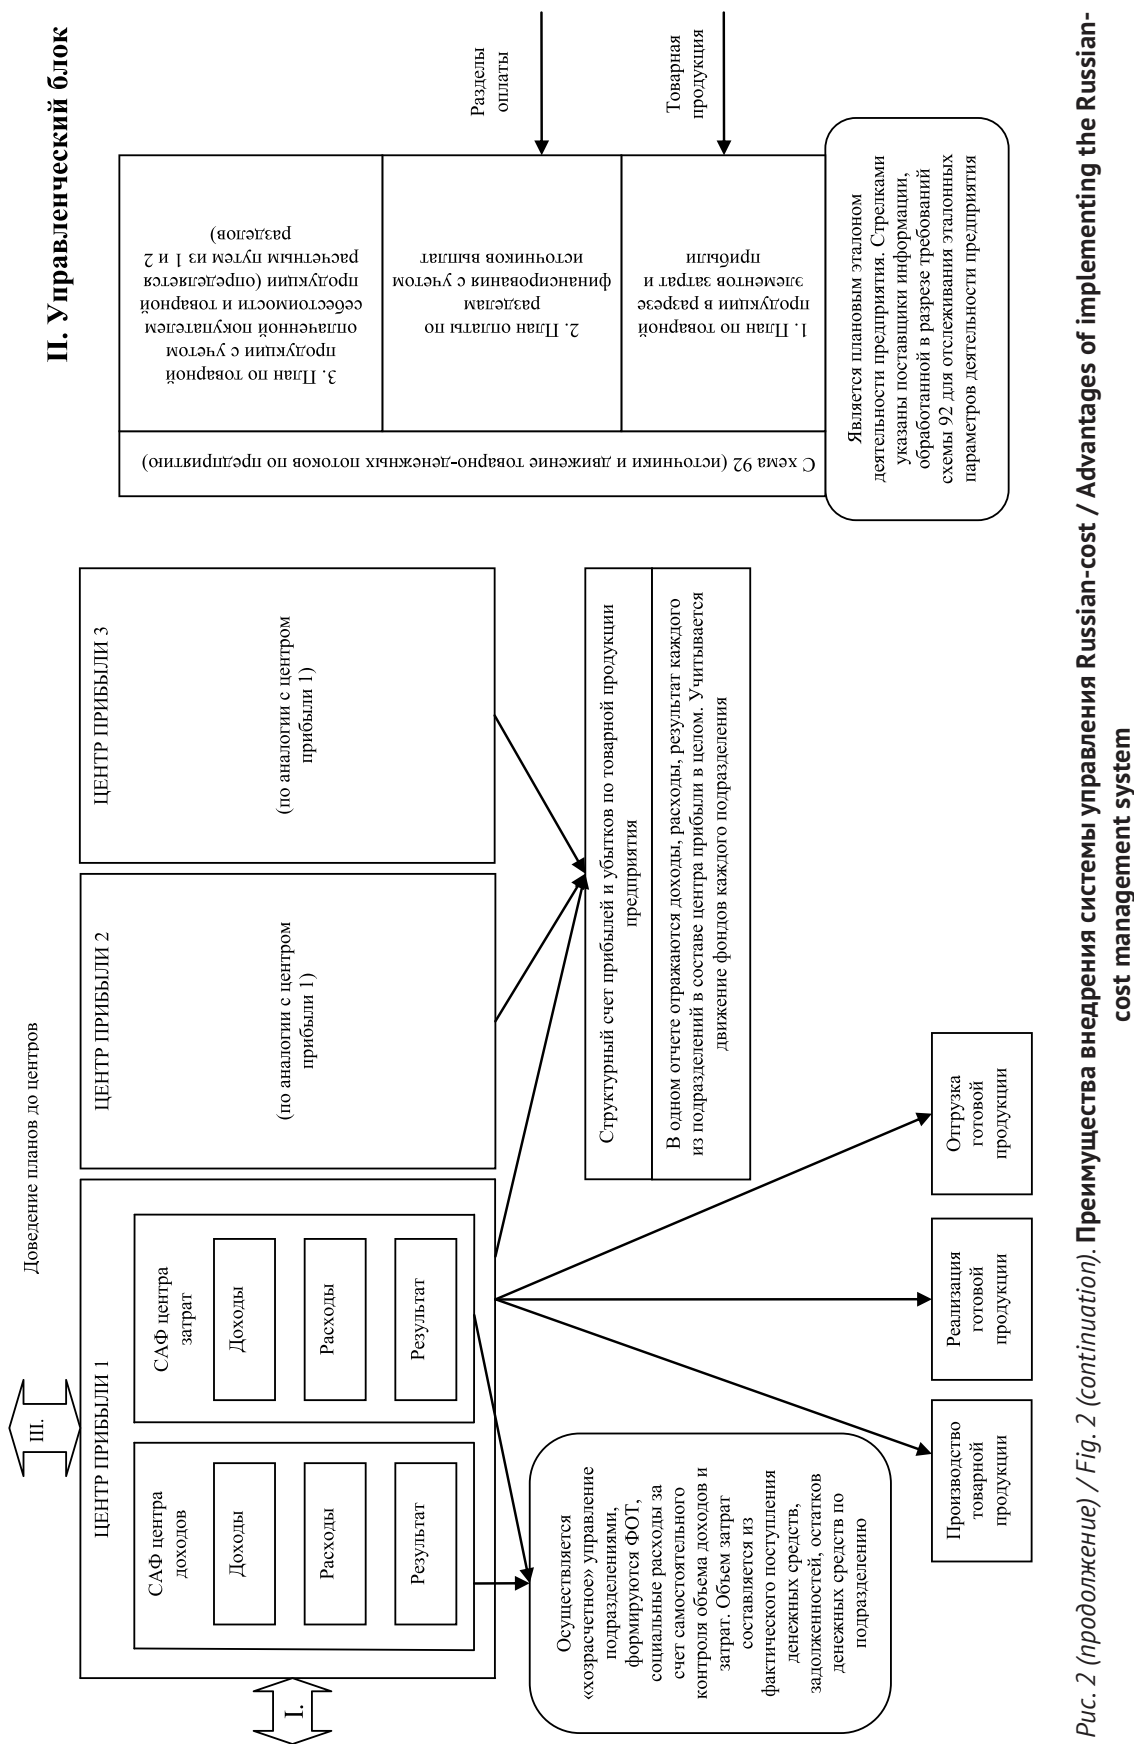 II. Управленческий блок
Доведение планов до центров
III.
I.
ЦЕНТР ПРИБЫЛИ 1
САФ центра
доходов
Доходы
Расходы
Результат
САФ центра
затрат
Доходы
Расходы
Результат
ЦЕНТР ПРИБЫЛИ 2
(по аналогии с центром
прибыли 1)
ЦЕНТР ПРИБЫЛИ 3
(по аналогии с центром
прибыли 1)
С хема 92 (источники и движение товарно-денежных потоков по предприятию)
3. План по товарной
продукции с учетом
оплаченной покупателем
себестоимости и товарной
продукции (определяется
расчетным путем из 1 и 2
разделов)
2. План оплаты по
разделам
финансирования с учетом
источников выплат
1. План по товарной
продукции в разрезе
элементов затрат и
прибыли
Разделы
оплаты
Товарная
продукция
Является плановым эталоном
деятельности предприятия. Стрелками
указаны поставщики информации,
обработанной в разрезе требований
схемы 92 для отслеживания эталонных
параметров деятельности предприятия
Структурный счет прибылей и убытков по товарной продукции
предприятия
В одном отчете отражаются доходы, расходы, результат каждого
из подразделений в составе центра прибыли в целом. Учитывается
движение фондов каждого подразделения
Осуществляется
«хозрасчетное» управление
подразделениями,
формируются ФОТ,
социальные расходы за
счет самостоятельного
контроля объема доходов и
затрат. Объем затрат
составляется из
фактического поступления
денежных средств,
задолженностей, остатков
денежных средств по
подразделению
Производство
товарной
продукции
Реализация
готовой
продукции
Отгрузка
готовой
продукции
Рис. 2 (продолжение) / Fig. 2 (continuation). Преимущества внедрения системы управления Russian-cost / Advantages of implementing the Russian-
cost management system